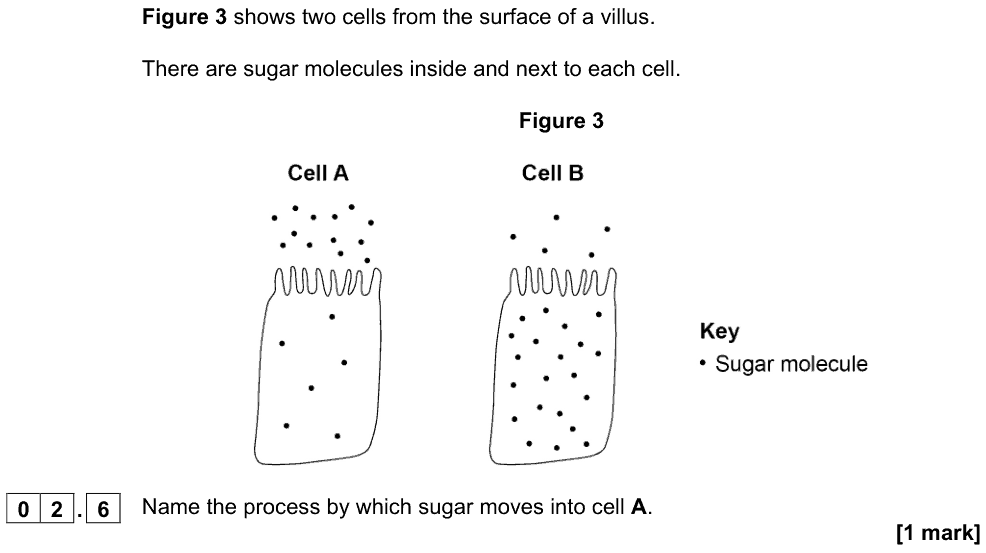 Figure 3 shows two cells from the surface of a villus.
There are sugar molecules inside and next to each cell.
Figure 3
Cell A
Cell B
Key
• Sugar molecule
0 2 . 6 Name the process by which sugar moves into cell A.
[1 mark]